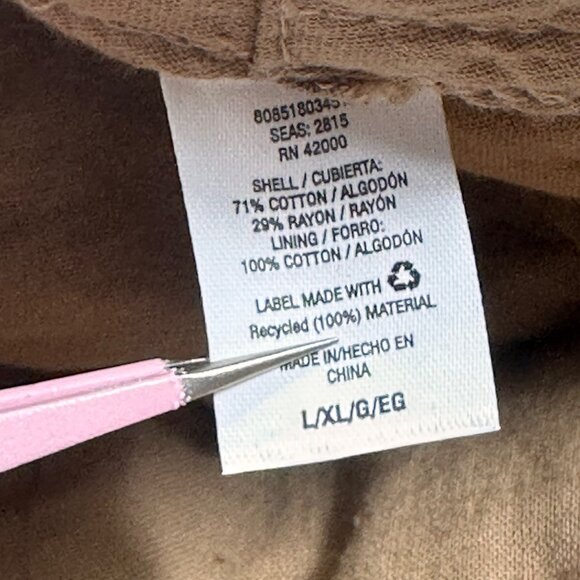 SEAS: 2815
RN 42000
SHELL / CUBIERTA:
71% COTTON / ALGODÓN
29% RAYON / RAYÓN
LINING / FORRO:
100% COTTON / ALGODÓN
LABEL MADE WITH
Recycled (100%) MATERIAL
MADE IN/HECHO EN
CHINA
L/XL/G/EG